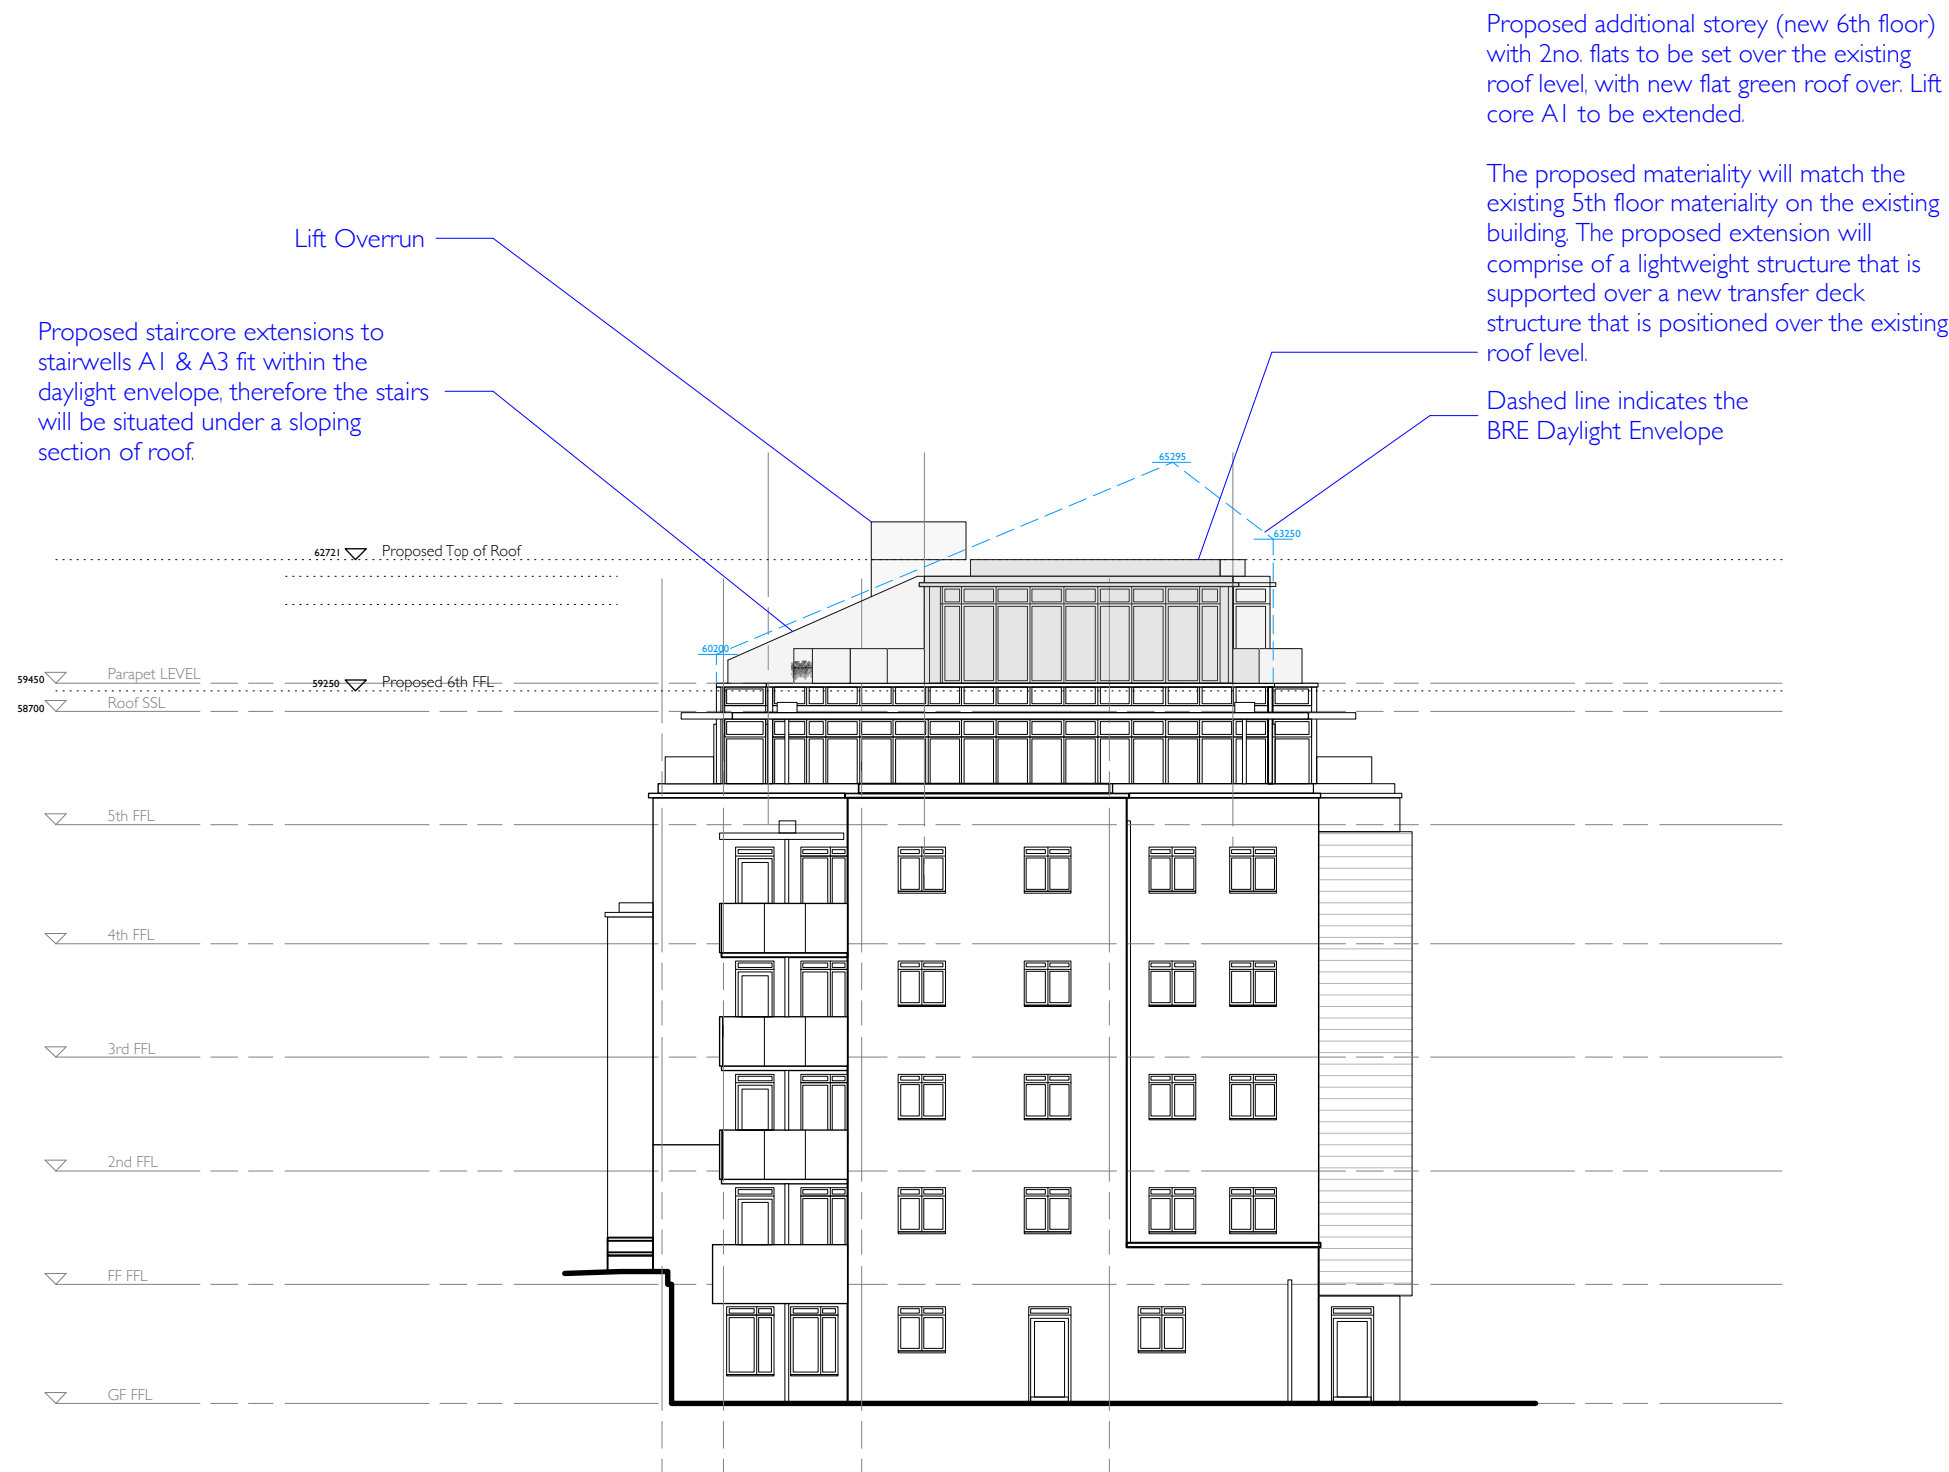 Proposed additional storey (new 6th floor)
with 2no. flats to be set over the existing
roof level, with new flat green roof over. Lift
core A1 to be extended.
The proposed materiality will match the
existing 5th floor materiality on the existing
building. The proposed extension will
comprise of a lightweight structure that is
supported over a new transfer deck
structure that is positioned over the existing
roof level.
Lift Overrun
Proposed staircore extensions to
stairwells A1 & A3 fit within the
daylight envelope, therefore the stairs
will be situated under a sloping
section of roof.
Dashed line indicates the
BRE Daylight Envelope
65295
63250
62721 Proposed Top of Roof
60200
59450 Parapet LEVEL
59250 Proposed 6th FFL
58700 Roof SSL
5th FFL
4th FFL
3rd FFL
2nd FFL
FF FFL
GF FFL